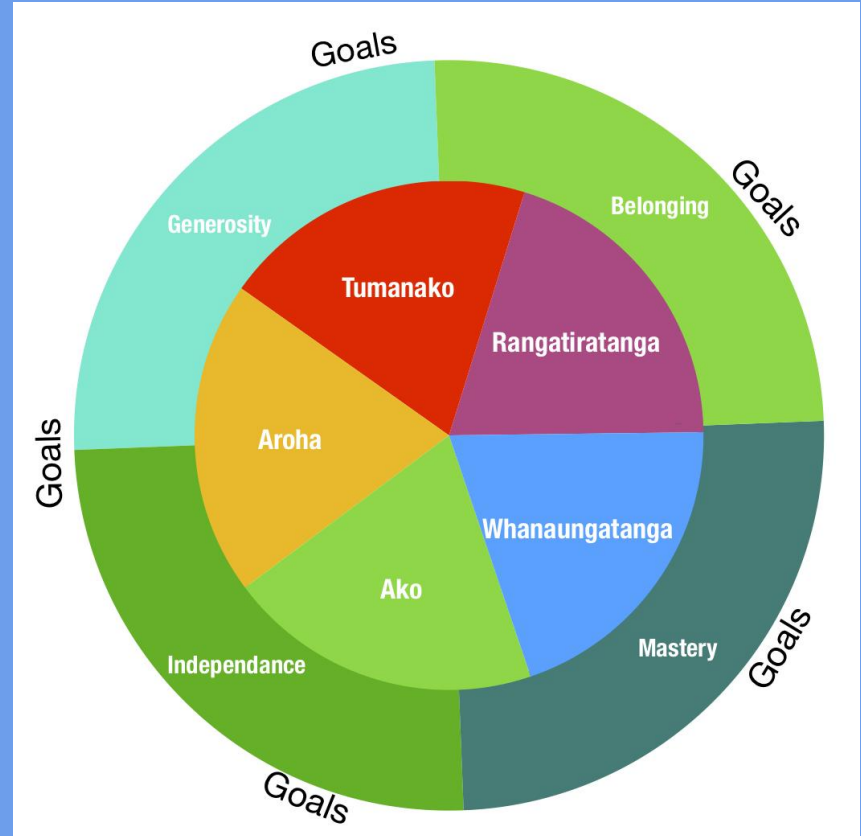 Goals
Goals
Belonging
Generosity
Tumanako
Rangatiratanga
Aroha
Goals
Whanaungatanga
Ako
Mastery
Goals
Independance
Goals